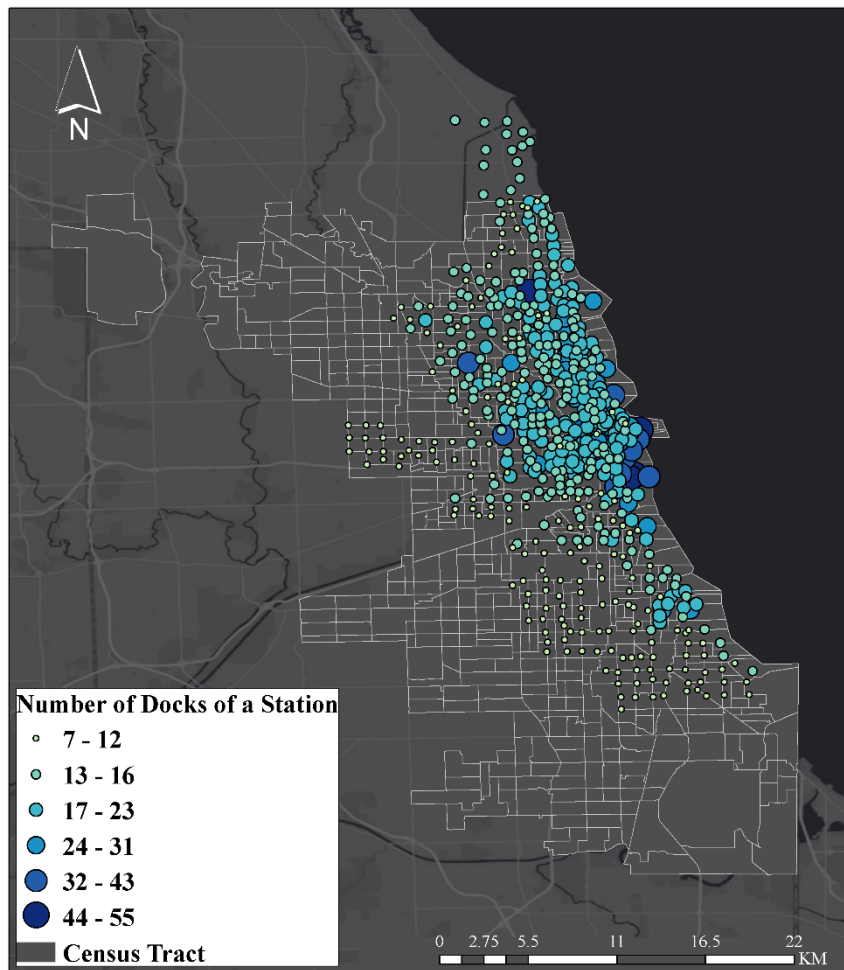 N
Number of Docks of a Station
7 - 12
13 - 16
17 - 23
24 - 31
32 - 43
44 - 55
Census Tract
0 2.75 5.5 11 16.5 22
KM